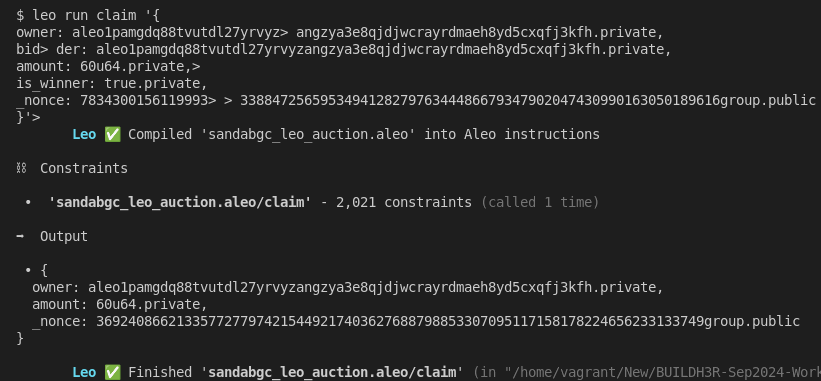 $ leo run claim '{
owner: aleo1pamgdq88tvutdl27yrvyz> angzya3e8qjdjwcrayrdmaeh8yd5cxqfj3kfh.private,
bid> der: aleo1pamgdq88tvutdl27yrvyzangzya3e8qjdjwcrayrdmaeh8yd5cxqfj3kfh.private,
amount: 60u64.private,>
is_winner: true.private,
_nonce: 7834300156119993> > 338847256595349412827976344486679347902047430990163050189616group.public
}'>
Leo ✅ Compiled 'sandabgc_leo_auction.aleo' into Aleo instructions
⛓ Constraints
• 'sandabgc_leo_auction.aleo/claim' - 2,021 constraints (called 1 time)
➡ Output
• {
owner: aleo1pamgdq88tvutdl27yrvyzangzya3e8qjdjwcrayrdmaeh8yd5cxqfj3kfh.private,
amount: 60u64.private,
_nonce: 3692408662133577277974215449217403627688798853307095117158178224656233133749group.public
}
Leo ✅ Finished 'sandabgc_leo_auction.aleo/claim' (in "/home/vagrant/New/BUILDH3R-Sep2024-Work